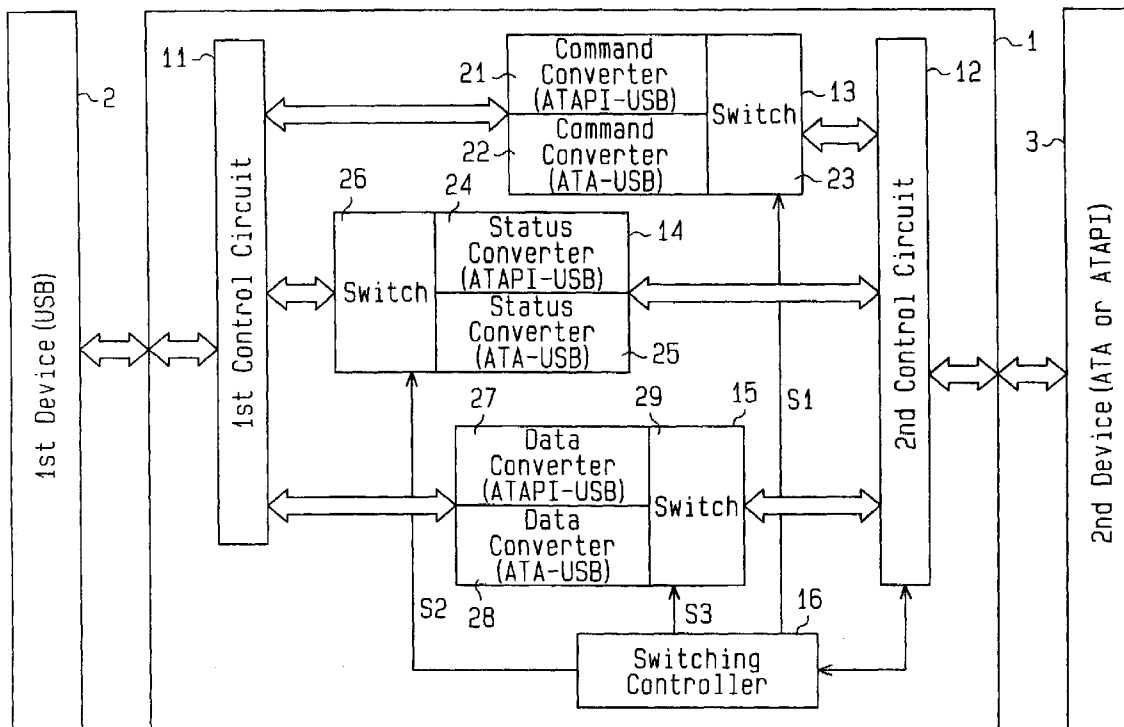 1
11
12
2
21
Command
Converter
(ATAPI-USB)
22
Command
Converter
(ATA-USB)
Switch
13
23
3
26
24
Status
Converter
(ATAPI-USB)
14
Switch
Status
Converter
(ATA-USB)
25
1st Device(USB)
1st Control Circuit
2nd Control Circuit
2nd Device(ATA or ATAPI)
S1
27
29
15
Data
Converter
(ATAPI-USB)
Switch
Data
Converter
(ATA-USB)
28
S2
S3
16
Switching
Controller